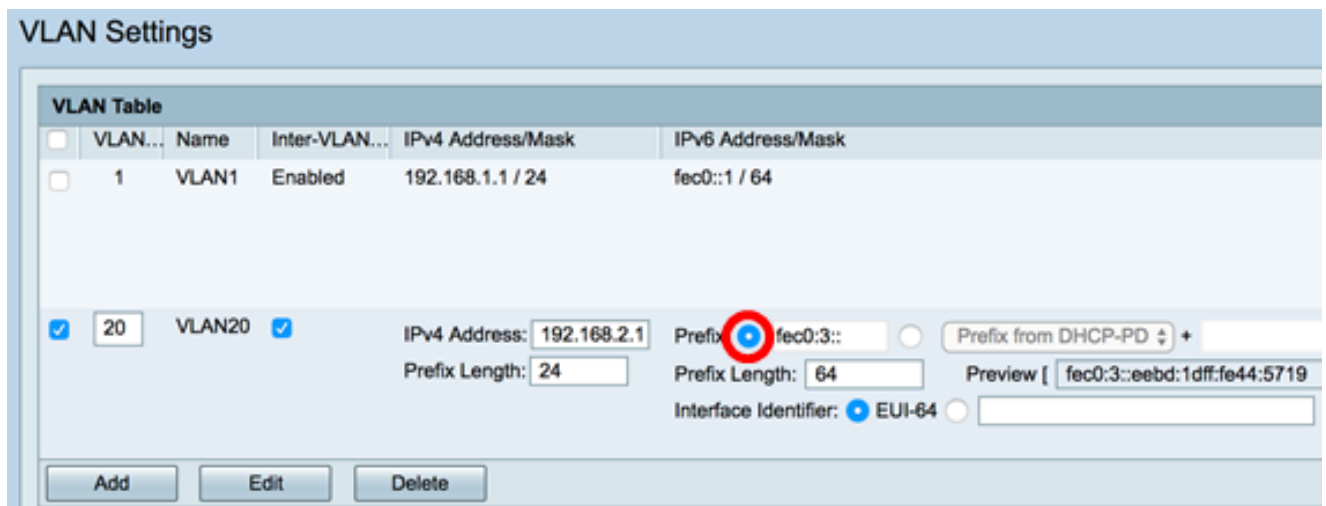 VLAN Settings
VLAN Table
VLAN... Name Inter-VLAN... IPv4 Address/Mask IPv6 Address/Mask
1 VLAN1 Enabled 192.168.1.1 / 24 fec0::1 / 64
20 VLAN20 IPv4 Address: 192.168.2.1 Prefix fec0:3:: Prefix from DHCP-PD +
Prefix Length: 24 Prefix Length: 64 Preview [ fec0:3::eebd:1dff:fe44:5719
Interface Identifier: EUI-64
Add Edit Delete